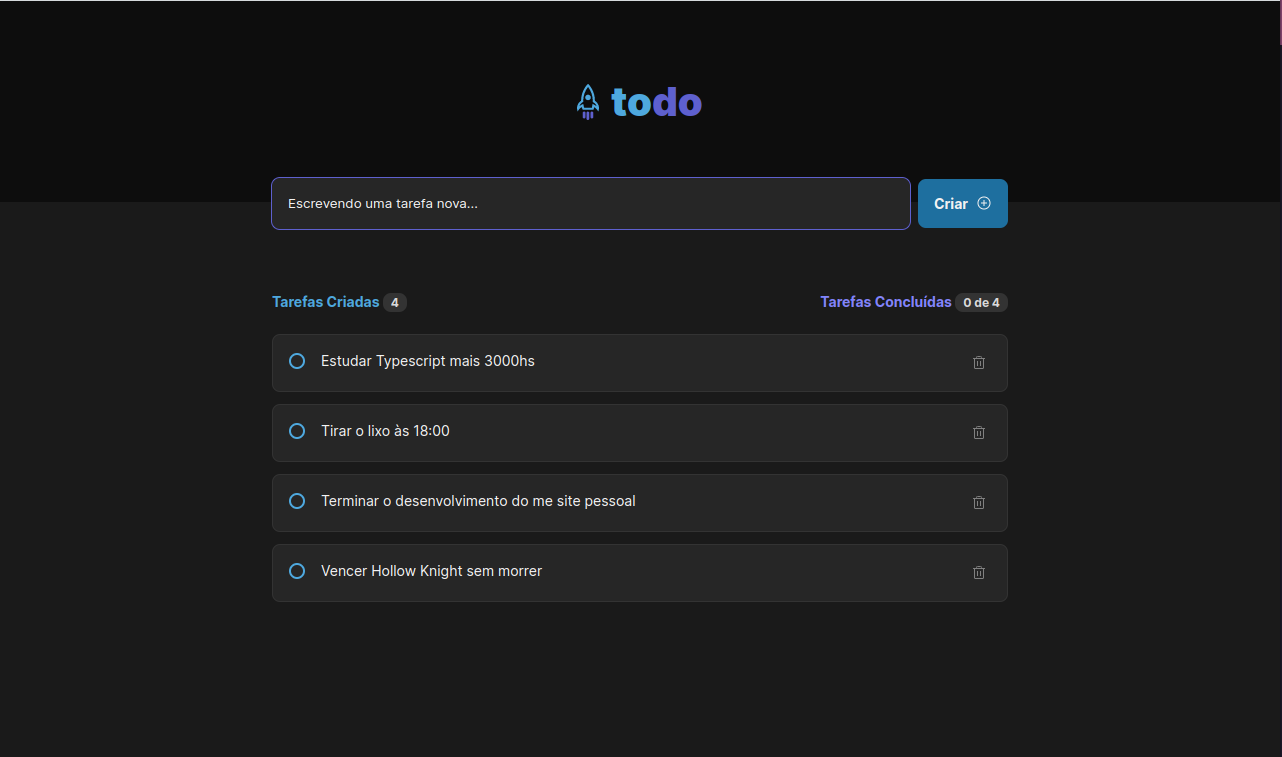 todo
Escrevendo uma tarefa nova...
Criar
Tarefas Criadas 4
Tarefas Concluídas 0 de 4
Estudar Typescript mais 3000hs
Tirar o lixo às 18:00
Terminar o desenvolvimento do me site pessoal
Vencer Hollow Knight sem morrer